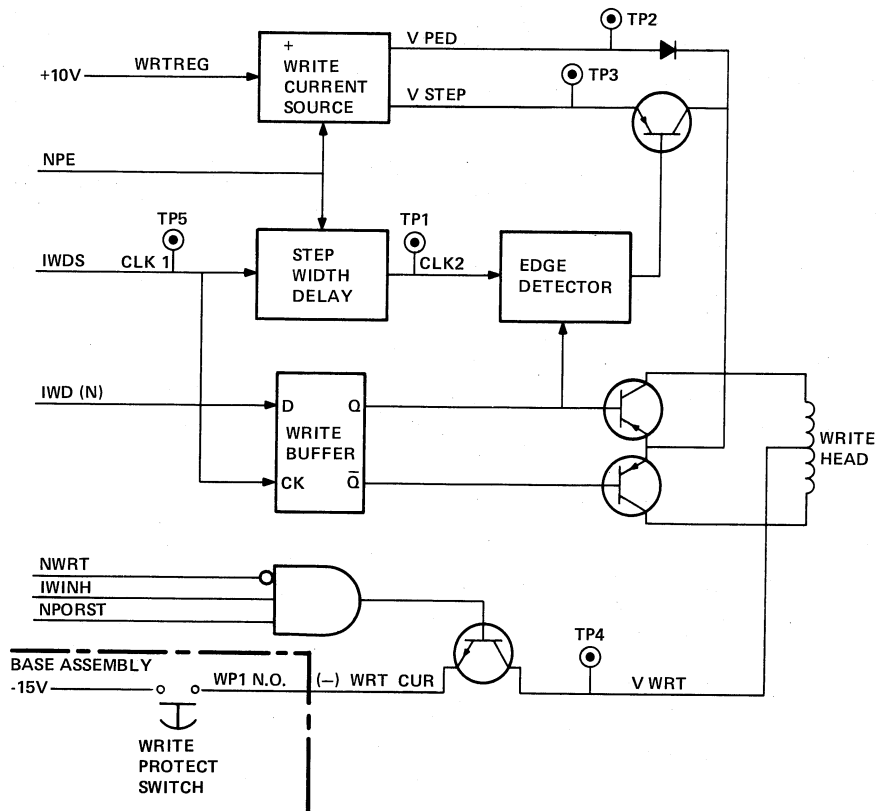 TP2
V PED
+
WRITE
CURRENT
SOURCE
+10V
WRTREG
TP3
V STEP
NPE
TP5
TP1
STEP
WIDTH
DELAY
IWDS
CLK 1
CLK2
EDGE
DETECTOR
IWD (N)
D
Q
WRITE
BUFFER
CK
Q̅
WRITE
HEAD
NWRT
IWINH
NPORST
TP4
BASE ASSEMBLY
-15V
WP1 N.O.
(−) WRT CUR
V WRT
WRITE
PROTECT
SWITCH